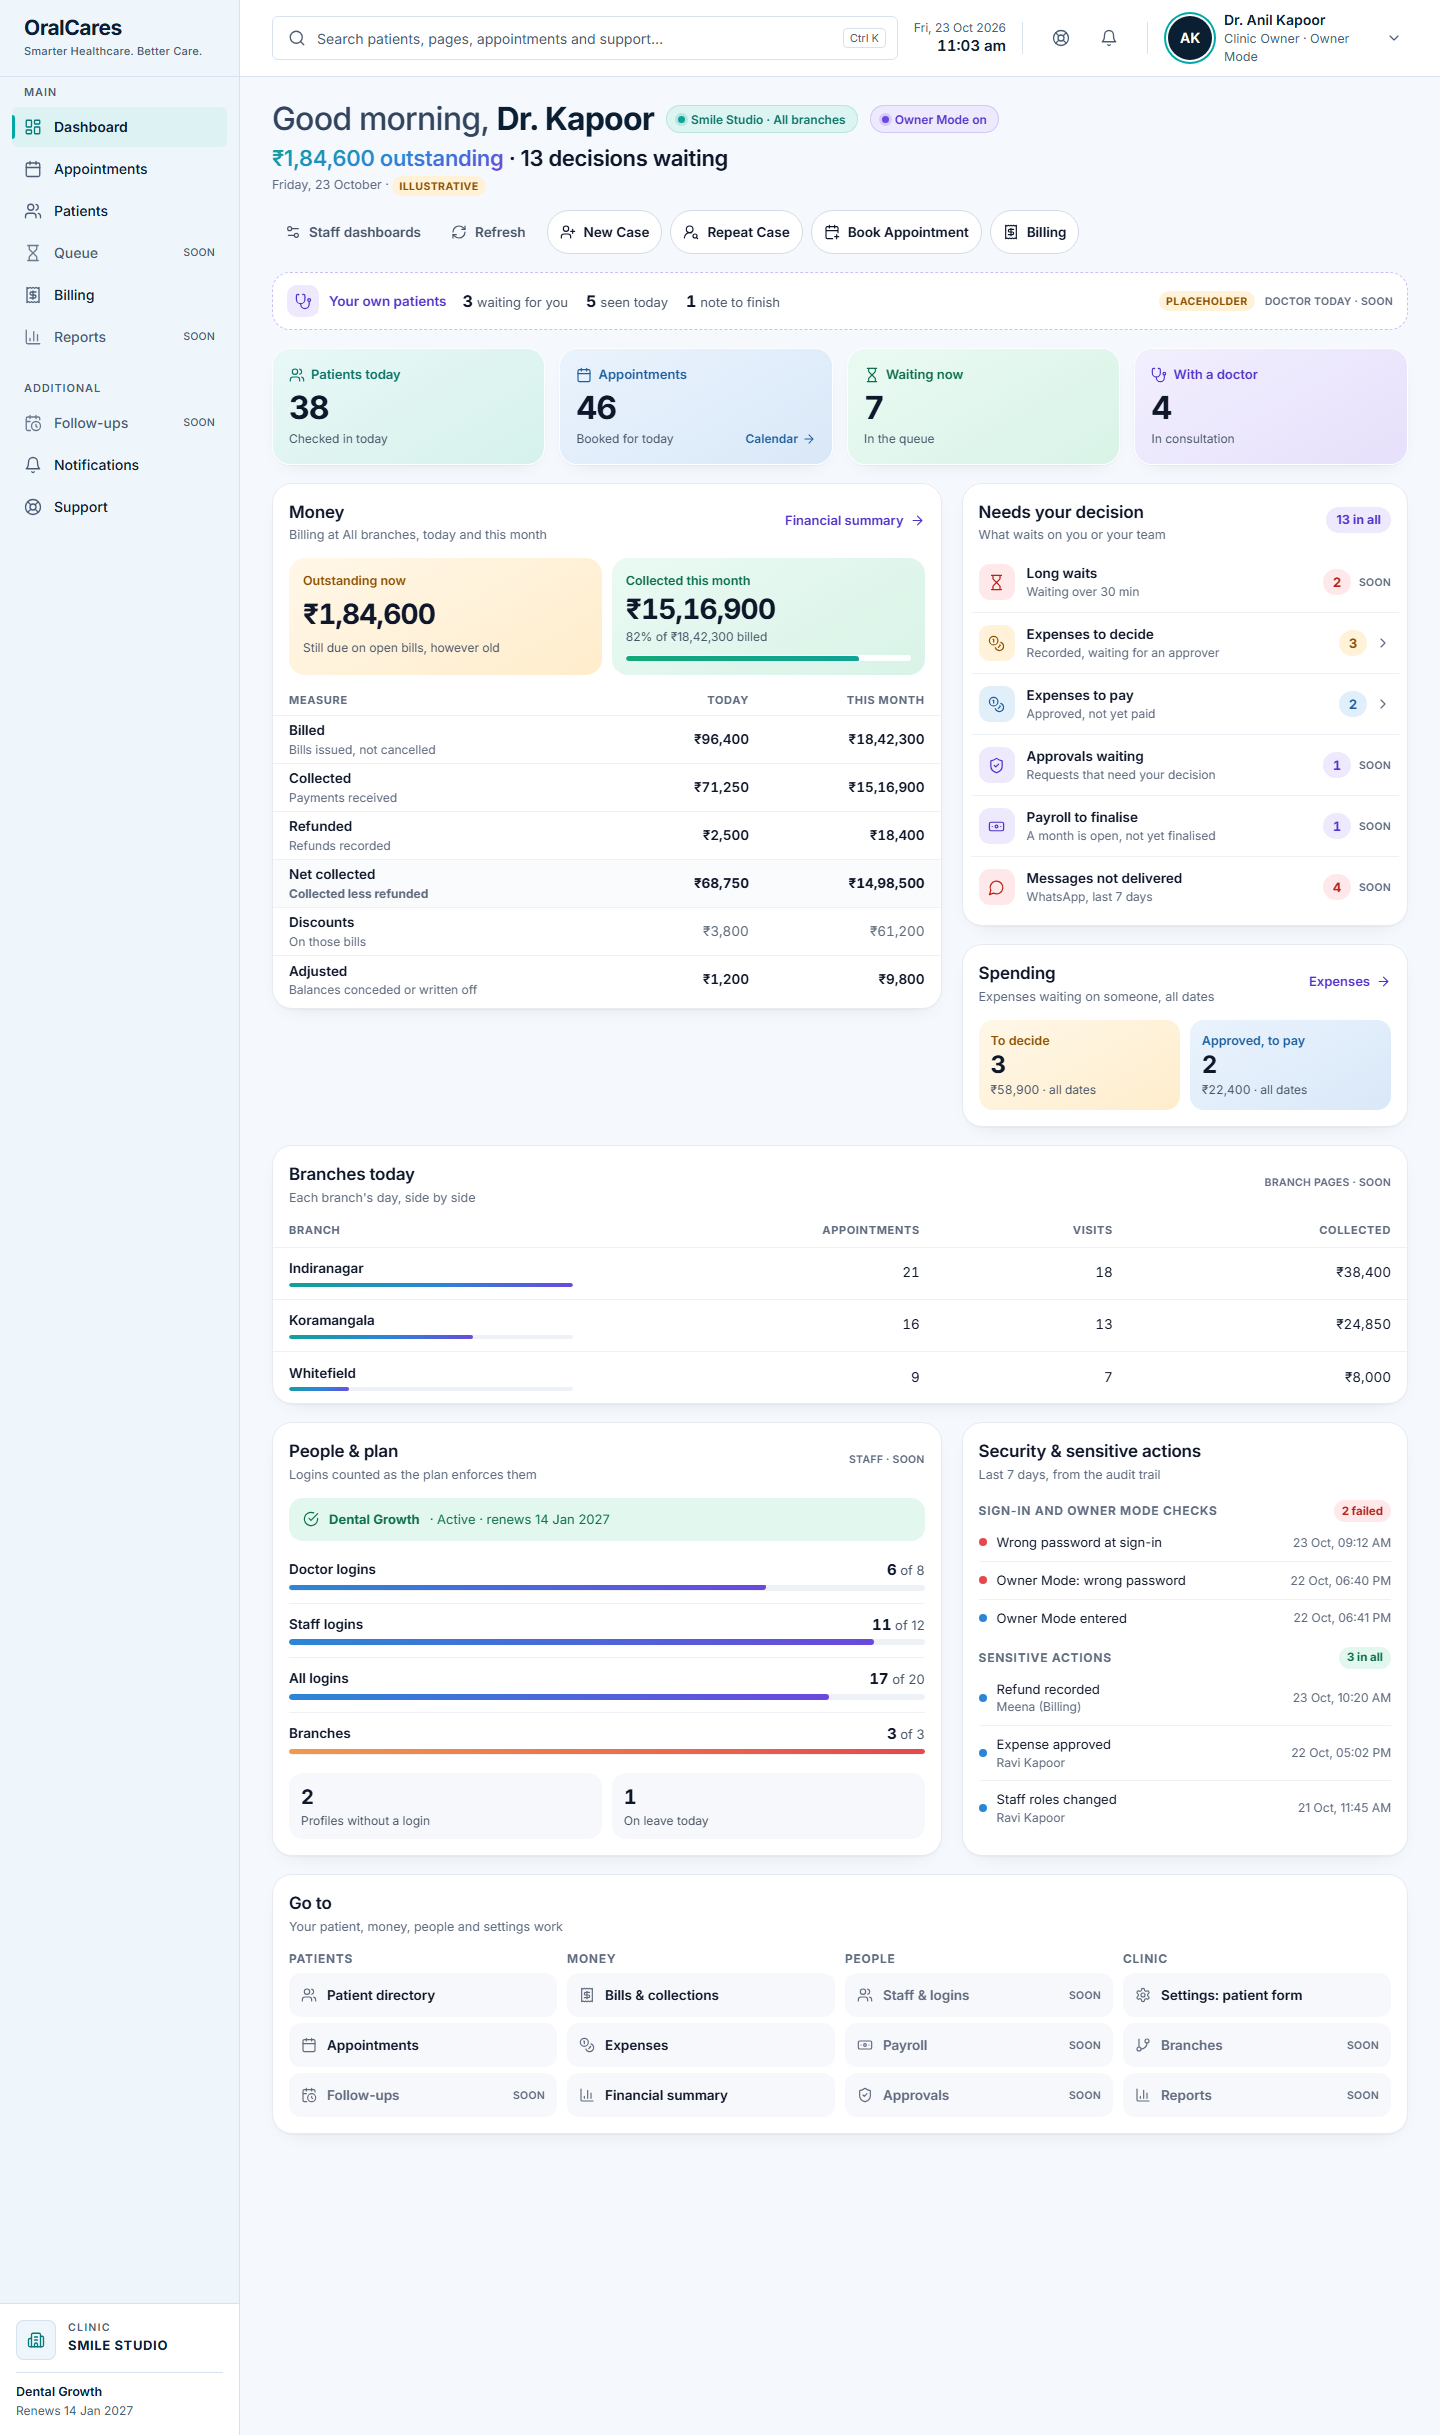 OralCares
Smarter Healthcare. Better Care.
MAIN
Dashboard
Appointments
Patients
Queue SOON
Billing
Reports SOON
ADDITIONAL
Follow-ups SOON
Notifications
Support
CLINIC
SMILE STUDIO
Dental Growth
Renews 14 Jan 2027
Search patients, pages, appointments and support... Ctrl K
Fri, 23 Oct 2026
11:03 am
AK
Dr. Anil Kapoor
Clinic Owner · Owner
Mode
Good morning, Dr. Kapoor Smile Studio · All branches Owner Mode on
₹1,84,600 outstanding · 13 decisions waiting
Friday, 23 October · ILLUSTRATIVE
Staff dashboards Refresh New Case Repeat Case Book Appointment Billing
Your own patients 3 waiting for you 5 seen today 1 note to finish PLACEHOLDER DOCTOR TODAY · SOON
Patients today
38
Checked in today
Appointments
46
Booked for today Calendar →
Waiting now
7
In the queue
With a doctor
4
In consultation
Money
Billing at All branches, today and this month
Financial summary →
Outstanding now
₹1,84,600
Still due on open bills, however old
Collected this month
₹15,16,900
82% of ₹18,42,300 billed
MEASURE TODAY THIS MONTH
Billed
Bills issued, not cancelled
₹96,400 ₹18,42,300
Collected
Payments received
₹71,250 ₹15,16,900
Refunded
Refunds recorded
₹2,500 ₹18,400
Net collected
Collected less refunded
₹68,750 ₹14,98,500
Discounts
On those bills
₹3,800 ₹61,200
Adjusted
Balances conceded or written off
₹1,200 ₹9,800
Needs your decision
What waits on you or your team
13 in all
Long waits
Waiting over 30 min
2 SOON
Expenses to decide
Recorded, waiting for an approver
3
Expenses to pay
Approved, not yet paid
2
Approvals waiting
Requests that need your decision
1 SOON
Payroll to finalise
A month is open, not yet finalised
1 SOON
Messages not delivered
WhatsApp, last 7 days
4 SOON
Spending
Expenses waiting on someone, all dates
Expenses →
To decide
3
₹58,900 · all dates
Approved, to pay
2
₹22,400 · all dates
Branches today
Each branch's day, side by side
BRANCH PAGES · SOON
BRANCH APPOINTMENTS VISITS COLLECTED
Indiranagar 21 18 ₹38,400
Koramangala 16 13 ₹24,850
Whitefield 9 7 ₹8,000
People & plan
Logins counted as the plan enforces them
STAFF · SOON
Dental Growth · Active · renews 14 Jan 2027
Doctor logins 6 of 8
Staff logins 11 of 12
All logins 17 of 20
Branches 3 of 3
2
Profiles without a login
1
On leave today
Security & sensitive actions
Last 7 days, from the audit trail
SIGN-IN AND OWNER MODE CHECKS 2 failed
Wrong password at sign-in 23 Oct, 09:12 AM
Owner Mode: wrong password 22 Oct, 06:40 PM
Owner Mode entered 22 Oct, 06:41 PM
SENSITIVE ACTIONS 3 in all
Refund recorded
Meena (Billing)
23 Oct, 10:20 AM
Expense approved
Ravi Kapoor
22 Oct, 05:02 PM
Staff roles changed
Ravi Kapoor
21 Oct, 11:45 AM
Go to
Your patient, money, people and settings work
PATIENTS MONEY PEOPLE CLINIC
Patient directory Bills & collections Staff & logins SOON Settings: patient form
Appointments Expenses Payroll SOON Branches SOON
Follow-ups SOON Financial summary Approvals SOON Reports SOON